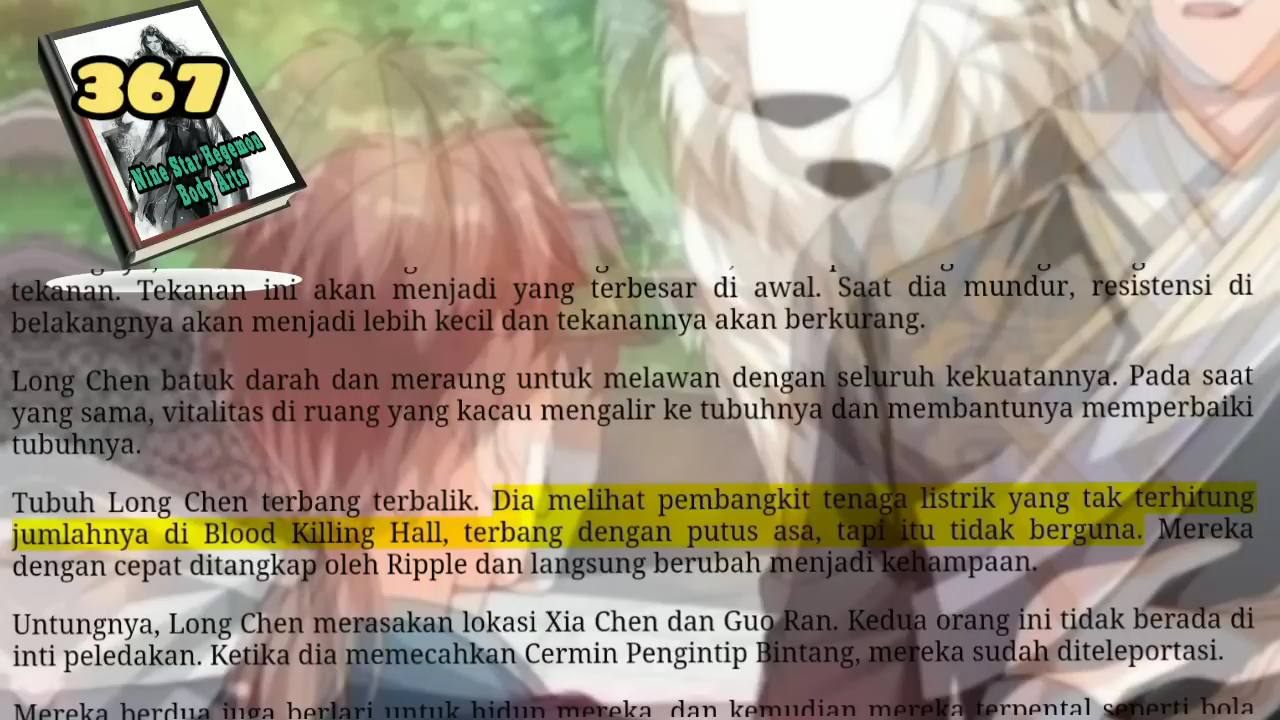 367
Nine Star Hegemon
Body Arts
tekanan. Tekanan ini akan menjadi yang terbesar di awal. Saat dia mundur, resistensi di
belakangnya akan menjadi lebih kecil dan tekanannya akan berkurang.
Long Chen batuk darah dan meraung untuk melawan dengan seluruh kekuatannya. Pada saat
yang sama, vitalitas di ruang yang kacau mengalir ke tubuhnya dan membantunya memperbaiki
tubuhnya.
Tubuh Long Chen terbang terbalik. Dia melihat pembangkit tenaga listrik yang tak terhitung
jumlahnya di Blood Killing Hall, terbang dengan putus asa, tapi itu tidak berguna. Mereka
dengan cepat ditangkap oleh Ripple dan langsung berubah menjadi kehampaan.
Untungnya, Long Chen merasakan lokasi Xia Chen dan Guo Ran. Kedua orang ini tidak berada di
inti peledakan. Ketika dia memecahkan Cermin Pengintip Bintang, mereka sudah diteleportasi.
Mereka berdua juga berlari untuk hidup mereka, dan kemudian mereka terpental seperti bola